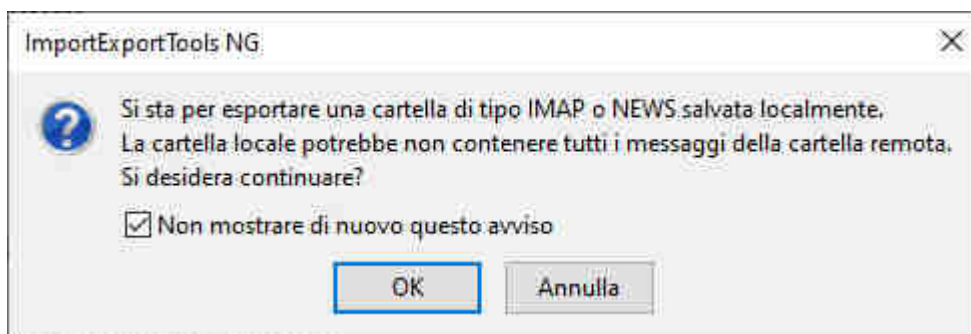 ImportExportTools NG
Si sta per esportare una cartella di tipo IMAP o NEWS salvata localmente.
La cartella locale potrebbe non contenere tutti i messaggi della cartella remota.
Si desidera continuare?
Non mostrare di nuovo questo avviso
OK Annulla